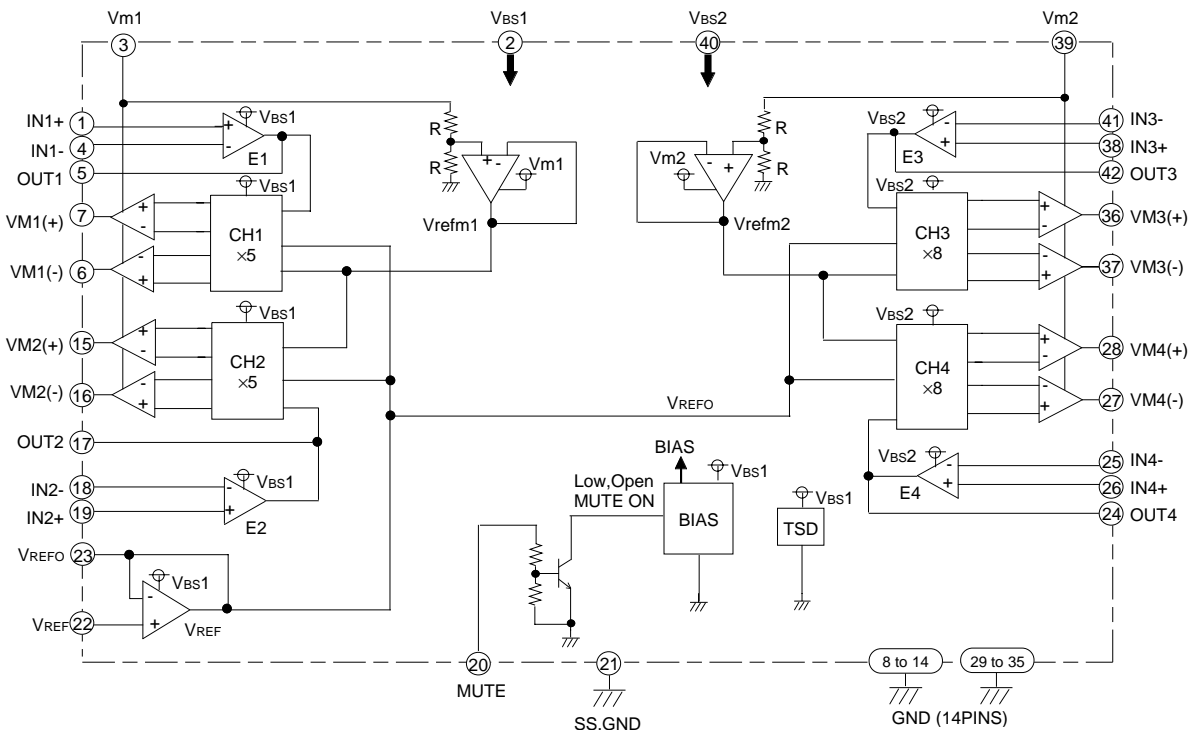 Vm1 VBS1 VBS2 Vm2
3 2 40 39
IN1+ 1 + VBS1
IN1- 4 - E1
OUT1 5
VBS1
VM1(+) 7 + -
CH1 ×5
VM1(-) 6 - +
VBS1
VM2(+) 15 + -
CH2 ×5
VM2(-) 16 - +
OUT2 17
IN2- 18 - VBS1
IN2+ 19 + E2
VREFO 23
- VBS1
VREF 22 + VREF
R
R
+ - Vm1
Vrefm1
R
R
Vm2 - +
Vrefm2
VREFO
VBS2 - 41 IN3-
E3 + 38 IN3+
42 OUT3
VBS2
CH3 ×8
+ - 36 VM3(+)
- + 37 VM3(-)
VBS2
CH4 ×8
+ - 28 VM4(+)
- + 27 VM4(-)
VBS2 - 25 IN4-
E4 + 26 IN4+
24 OUT4
BIAS
Low,Open
MUTE ON
VBS1
BIAS
VBS1
TSD
20 21 8 to 14 29 to 35
MUTE
SS.GND
GND (14PINS)